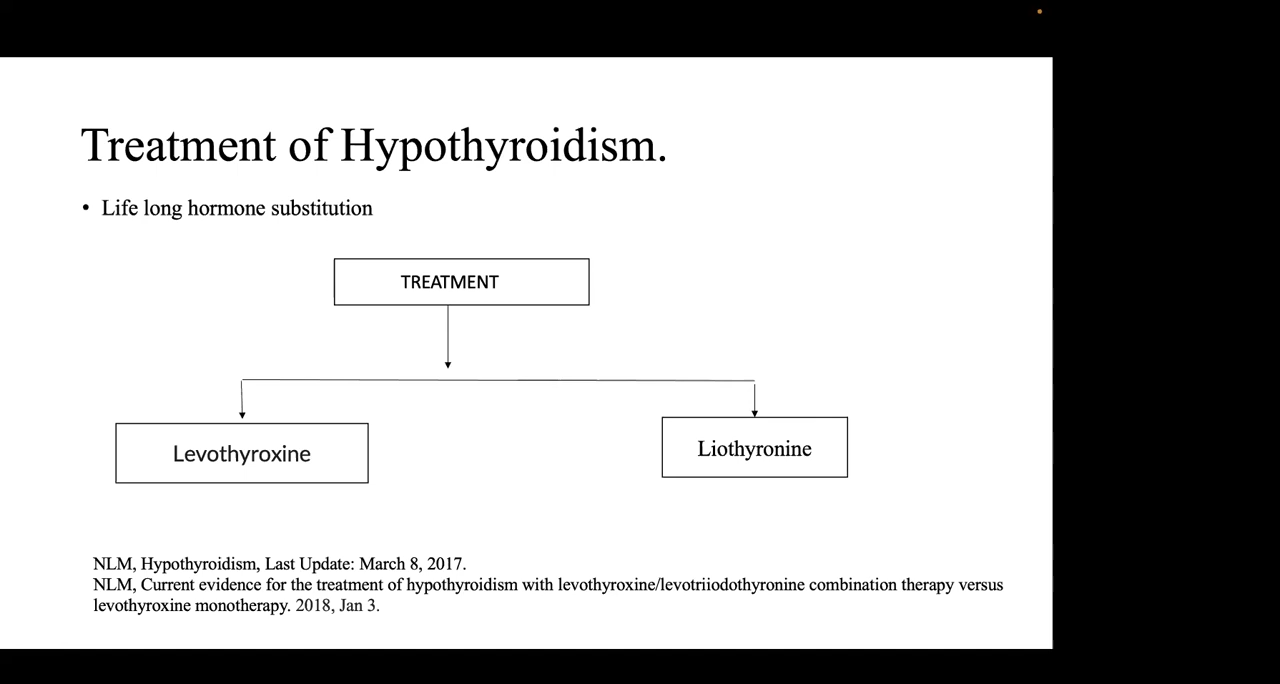 Treatment of Hypothyroidism.
• Life long hormone substitution
TREATMENT
Levothyroxine
Liothyronine
NLM, Hypothyroidism, Last Update: March 8, 2017.
NLM, Current evidence for the treatment of hypothyroidism with levothyroxine/levotriiodothyronine combination therapy versus
levothyroxine monotherapy. 2018, Jan 3.